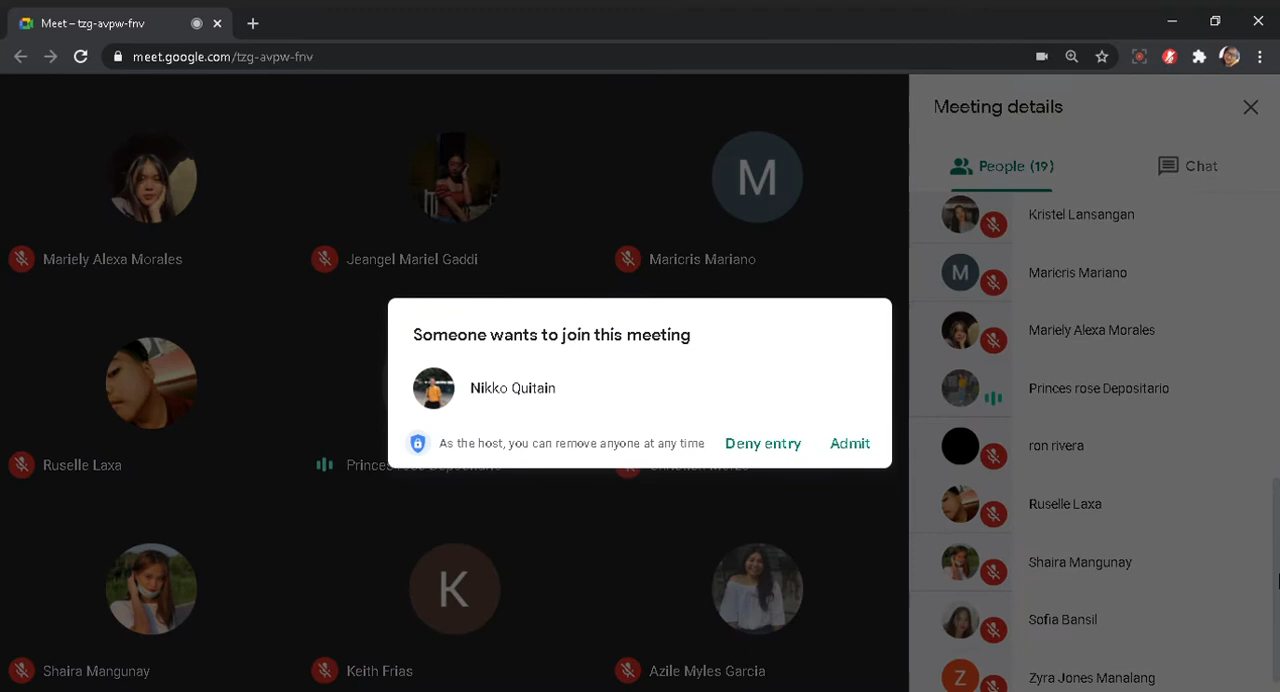 Meet – tzg-avpw-fnv
meet.google.com/tzg-avpw-fnv
Meeting details
People (19)
Chat
Mariely Alexa Morales
Jeangel Mariel Gaddi
M
Maricris Mariano
Ruselle Laxa
Princes rose Depositario
Someone wants to join this meeting
Nikko Quitain
As the host, you can remove anyone at any time
Deny entry
Admit
Shaira Mangunay
K
Keith Frias
Azile Myles Garcia
Kristel Lansangan
M
Maricris Mariano
Mariely Alexa Morales
Princes rose Depositario
ron rivera
Ruselle Laxa
Shaira Mangunay
Sofia Bansil
Z
Zyra Jones Manalang